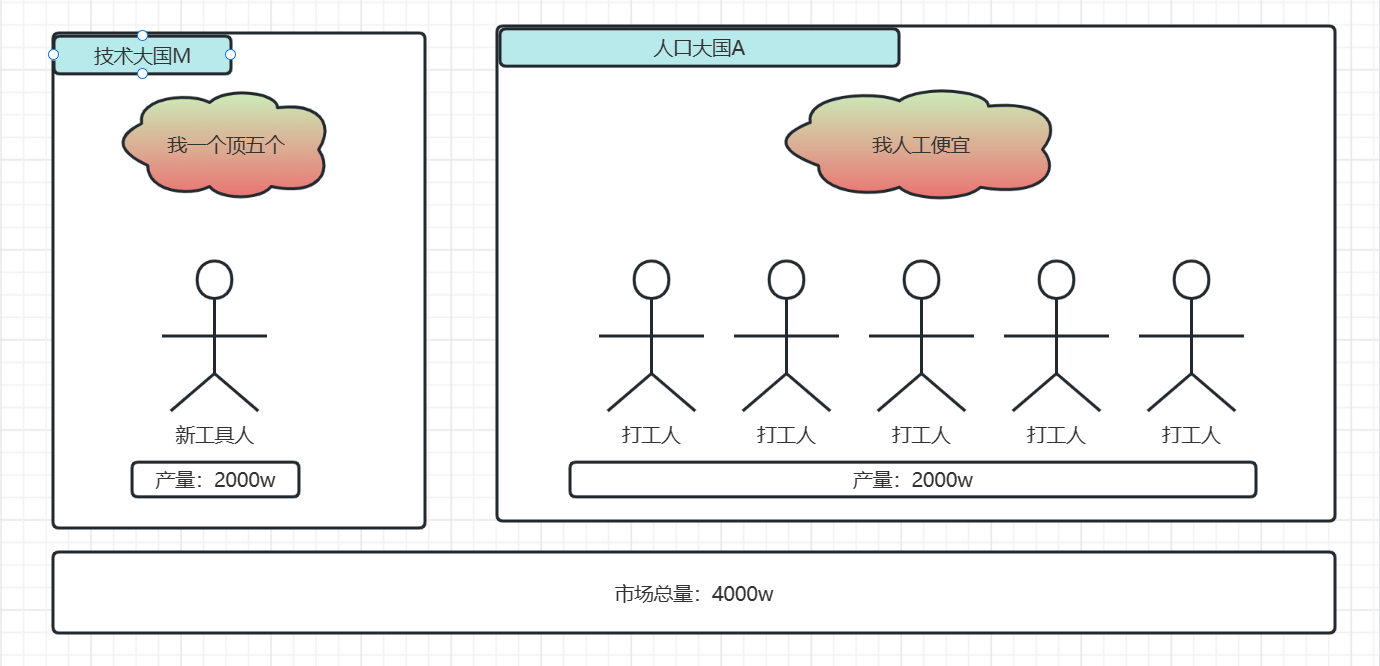 技术大国M
人口大国A
我一个顶五个
我人工便宜
新工具人
打工人
打工人
打工人
打工人
打工人
产量：2000w
产量：2000w
市场总量：4000w